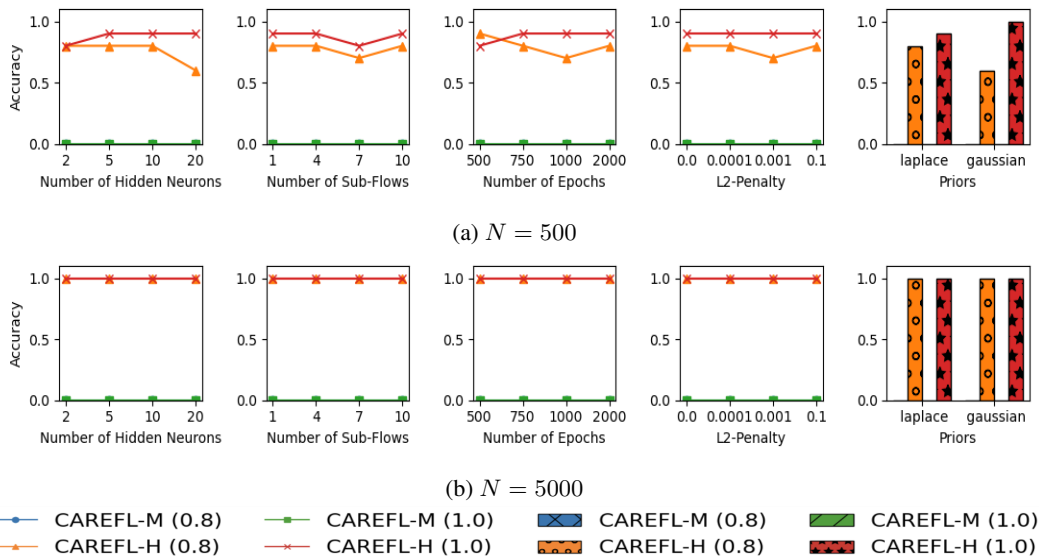 1.0 1.0 1.0 1.0 1.0
Accuracy
0.5 0.5 0.5 0.5 0.5
0.0 0.0 0.0 0.0 0.0
2 5 10 20 1 4 7 10 500 750 1000 2000 0.0 0.0001 0.001 0.1 laplace gaussian
Number of Hidden Neurons Number of Sub-Flows Number of Epochs L2-Penalty Priors
(a) N = 500
1.0 1.0 1.0 1.0 1.0
Accuracy
0.5 0.5 0.5 0.5 0.5
0.0 0.0 0.0 0.0 0.0
2 5 10 20 1 4 7 10 500 750 1000 2000 0.0 0.0001 0.001 0.1 laplace gaussian
Number of Hidden Neurons Number of Sub-Flows Number of Epochs L2-Penalty Priors
(b) N = 5000
CAREFL-M (0.8) CAREFL-M (1.0) CAREFL-M (0.8) CAREFL-M (1.0)
CAREFL-H (0.8) CAREFL-H (1.0) CAREFL-H (0.8) CAREFL-H (1.0)